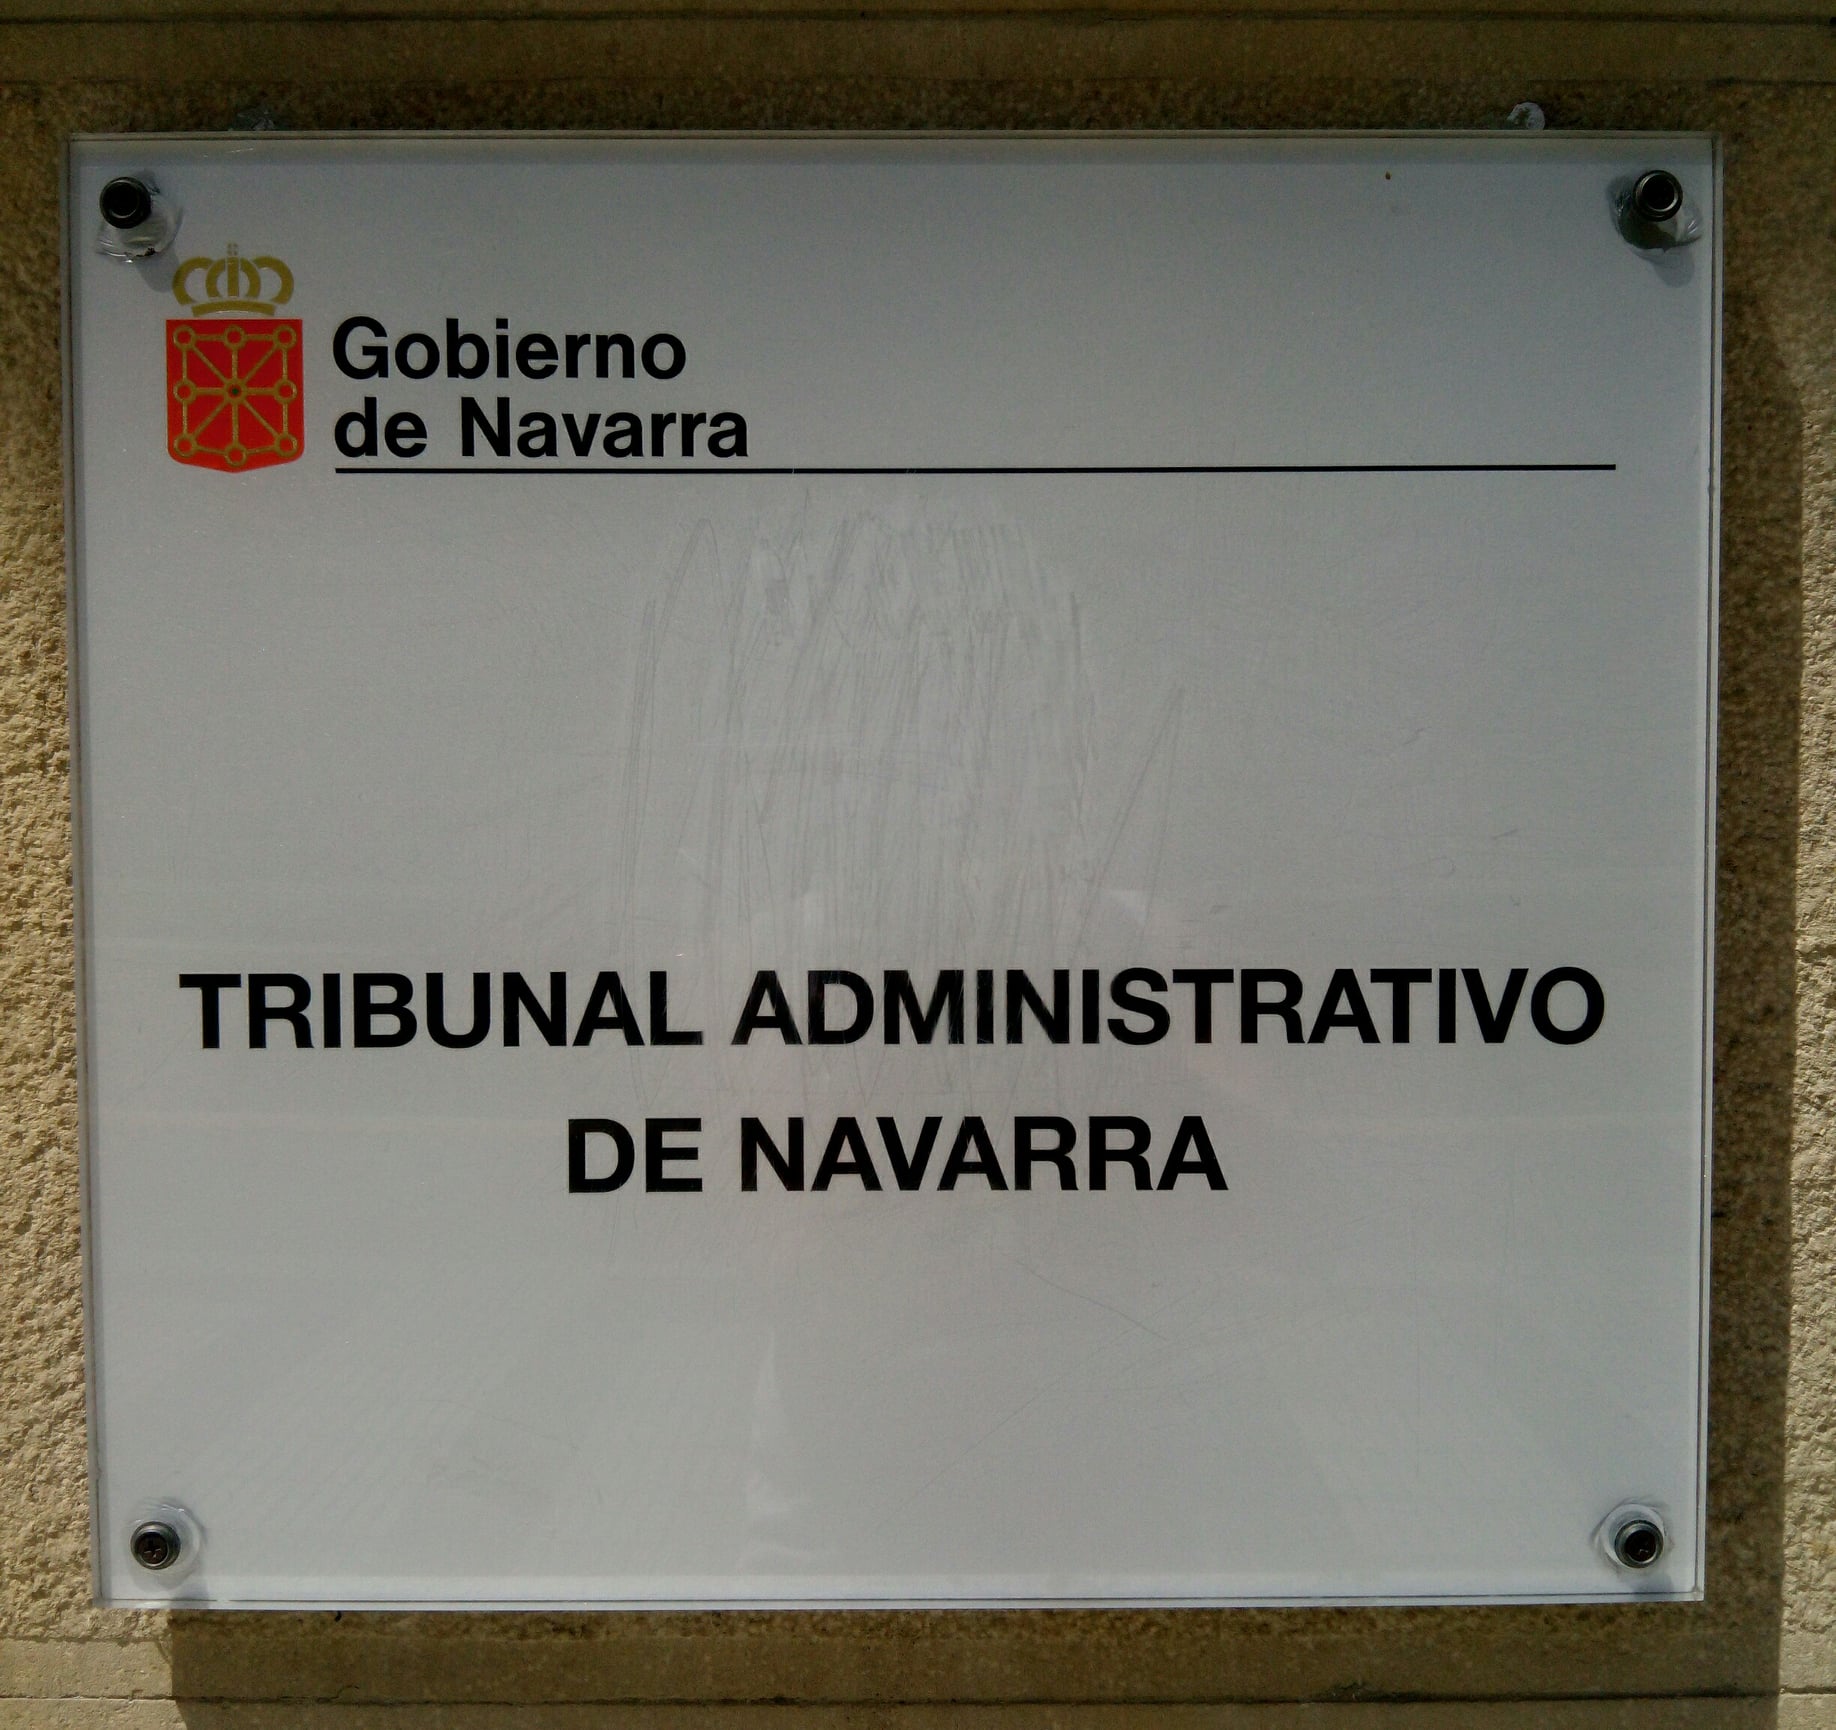 Gobierno
de Navarra
TRIBUNAL ADMINISTRATIVO
DE NAVARRA